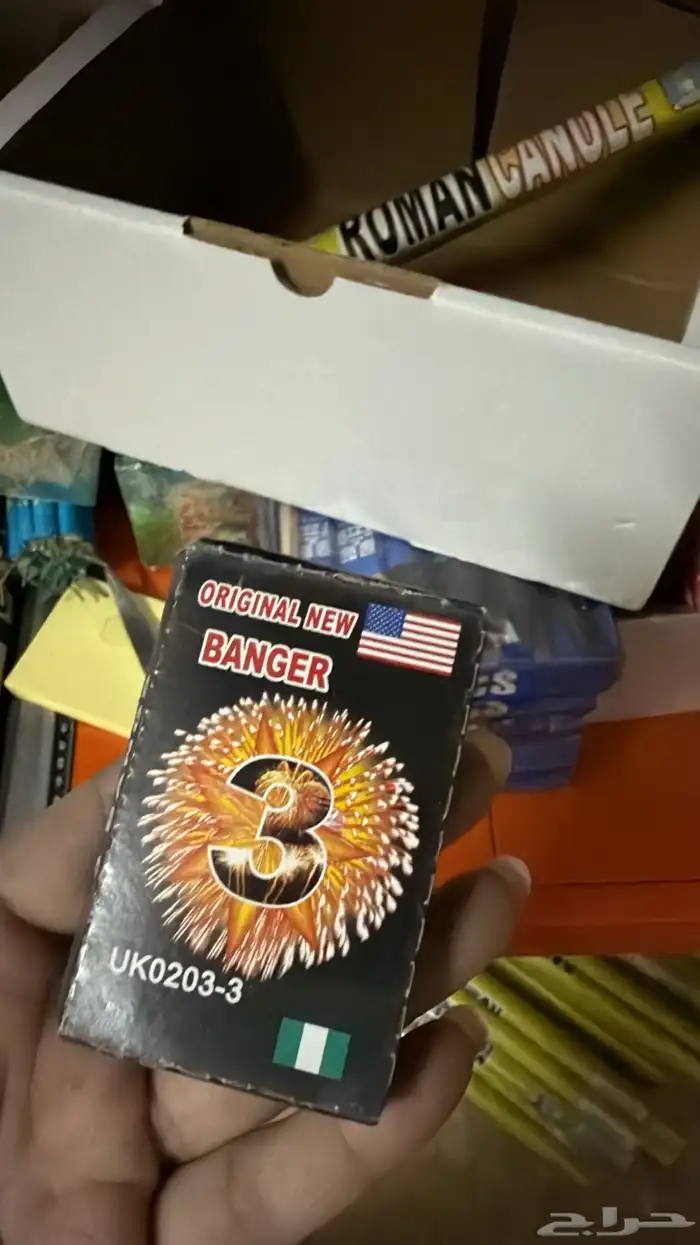 ROMAN CANDLE
ORIGINAL NEW
BANGER
3
UK0203-3
حراج